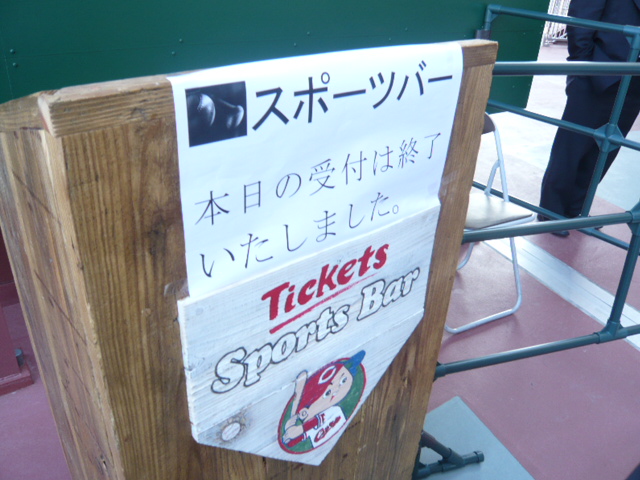 スポーツバー
本日の受付は終了
いたしました。
Tickets
Sports Bar
Carp